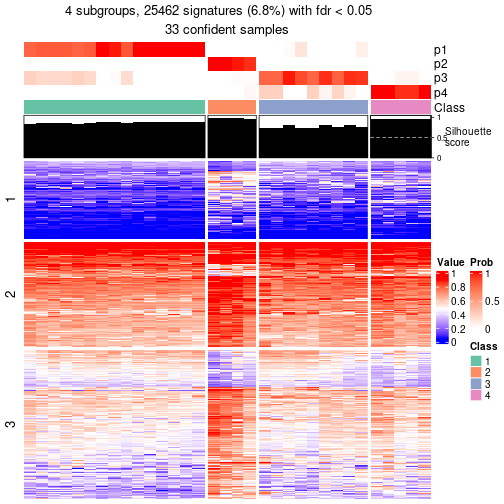 4 subgroups, 25462 signatures (6.8%) with fdr < 0.05
33 confident samples
p1
p2
p3
p4
Class
1
0.5
0
Silhouette
score
1
2
3
Value
1
0.8
0.6
0.4
0.2
0
Prob
1
0.5
0
Class
1
2
3
4